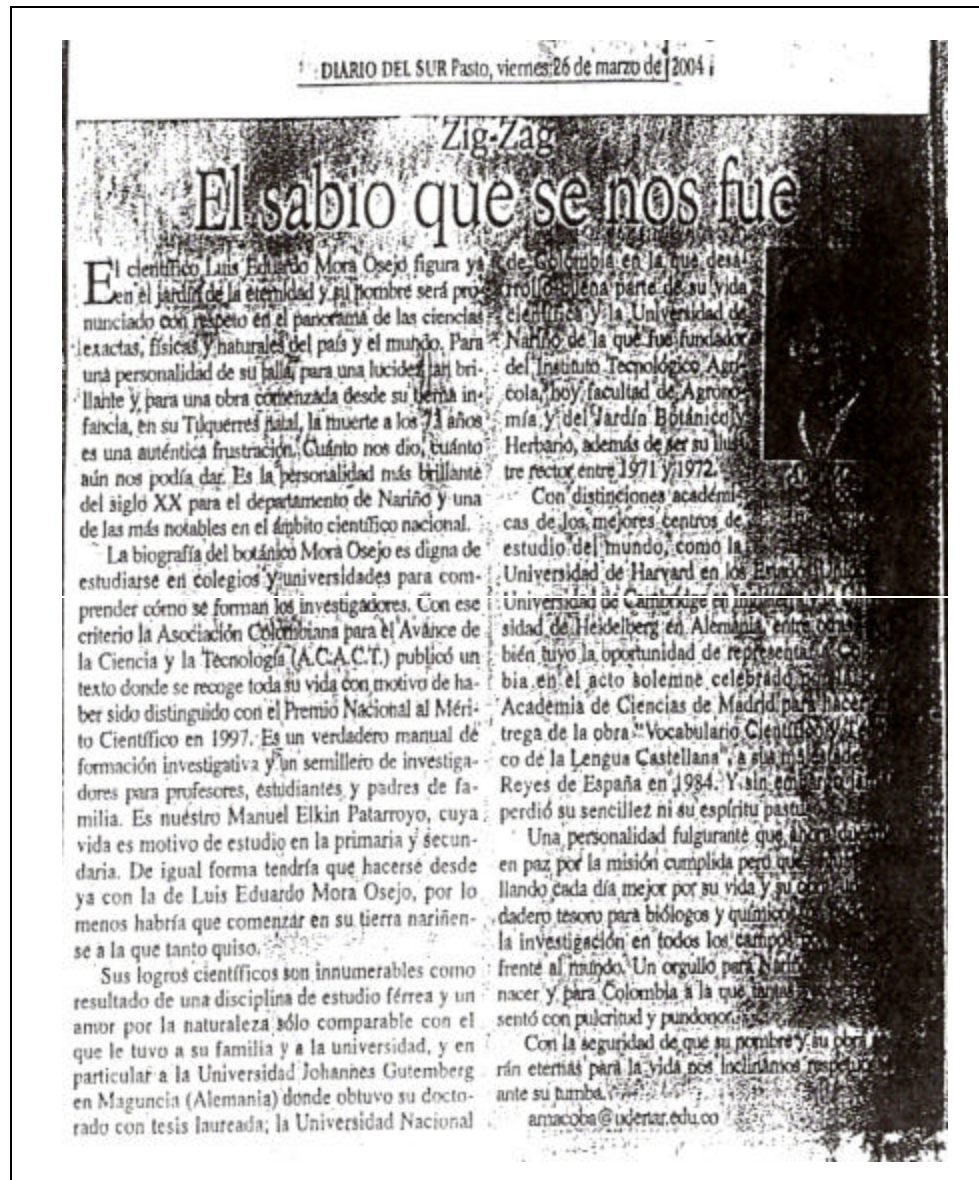 DIARIO DEL SUR Pasto, viernes 26 de marzo de 2004
Zig-Zag
El sabio que se nos fue
El científico Luis Eduardo Mora Osejo figura ya
en el jardín de la eternidad y su nombre será pro-
nunciado con respeto en el panorama de las ciencias
exactas, físicas y naturales del país y el mundo. Para
una personalidad de su talla, para una lucidez tan bri-
llante y para una obra comenzada desde su tierna in-
fancia, en su Túquerres natal, la muerte a los 73 años
es una auténtica frustración. Cuánto nos dio, cuánto
aún nos podía dar. Es la personalidad más brillante
del siglo XX para el departamento de Nariño y una
de las más notables en el ámbito científico nacional.
La biografía del botánico Mora Osejo es digna de
estudiarse en colegios y universidades para com-
prender cómo se forman los investigadores. Con ese
criterio la Asociación Colombiana para el Avance de
la Ciencia y la Tecnología (A.C.A.C.T.) publicó un
texto donde se recoge toda su vida con motivo de ha-
ber sido distinguido con el Premio Nacional al Méri-
to Científico en 1997. Es un verdadero manual de
formación investigativa y un semillero de investiga-
dores para profesores, estudiantes y padres de fa-
milia. Es nuestro Manuel Elkin Patarroyo, cuya
vida es motivo de estudio en la primaria y secun-
daria. De igual forma tendría que hacerse desde
ya con la de Luis Eduardo Mora Osejo, por lo
menos habría que comenzar en su tierra nariñen-
se a la que tanto quiso.
Sus logros científicos son innumerables como
resultado de una disciplina de estudio férrea y un
amor por la naturaleza sólo comparable con el
que le tuvo a su familia y a la universidad, y en
particular a la Universidad Johannes Gutemberg
en Maguncia (Alemania) donde obtuvo su docto-
rado con tesis laureada; la Universidad Nacional
de Colombia en la que desa-
rrolló buena parte de su vida
científica y la Universidad de
Nariño de la que fue fundador
del Instituto Tecnológico Agrí-
cola, hoy facultad de Agrono-
mía y del Jardín Botánico y
Herbario, además de ser su ilus-
tre rector entre 1971 y 1972.
Con distinciones académi-
cas de los mejores centros de
estudio del mundo, como la
Universidad de Harvard en los Estados Unidos
Universidad de Cambridge en
sidad de Heidelberg en Alemania, entre otras
bién tuvo la oportunidad de representar a Co
bia en el acto solemne celebrado
Academia de Ciencias de Madrid para hacer
trega de la obra "Vocabulario Científico y Téc
co de la Lengua Castellana", a sus majestades
Reyes de España en 1984. Y sin embargo
perdió su sencillez ni su espíritu
Una personalidad fulgurante que ahora
en paz por la misión cumplida pero que
llando cada día mejor por su vida y su obra
dadero tesoro para biólogos y químicos
la investigación en todos los campos
frente al mundo. Un orgullo para
nacer y para Colombia a la que tantas
sentó con pulcritud y pundonor.
Con la seguridad de que su nombre y su obra
rán eternas para la vida nos inclinamos
ante su tumba.
amacoba@udenar.edu.co